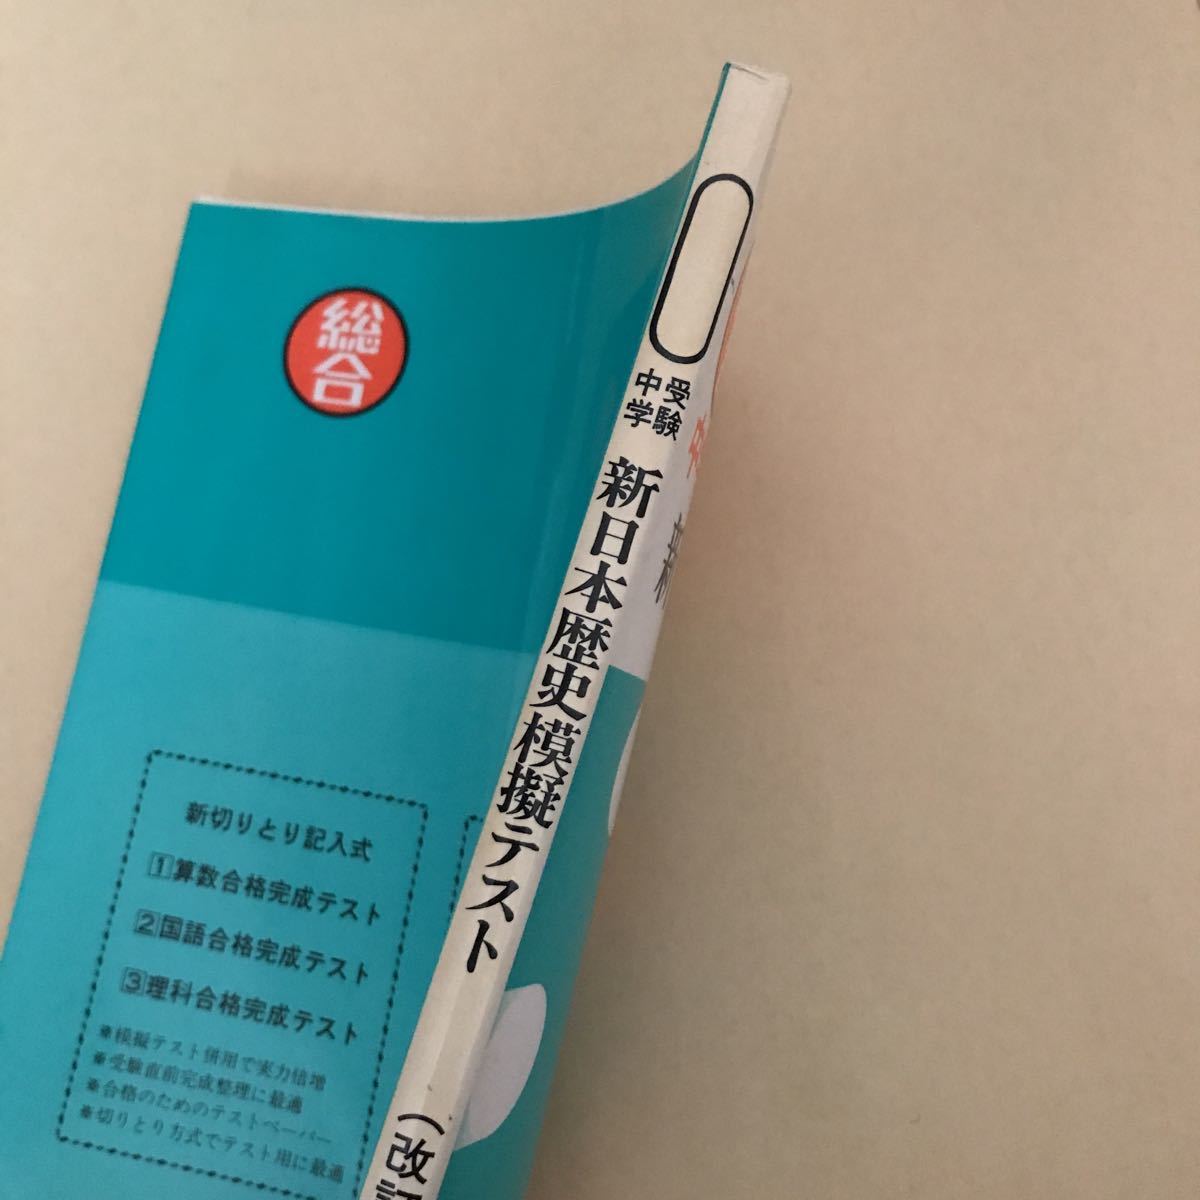 総合
中学
受験
新日本歴史模擬テスト
(改訂
新切りとり記入式
1算数合格完成テスト
2国語合格完成テスト
3理科合格完成テスト
※模擬テスト併用で実力倍増
※受験直前完成整理に最適
※合格のためのテストペーパー
※切りとり方式でテスト用に最適